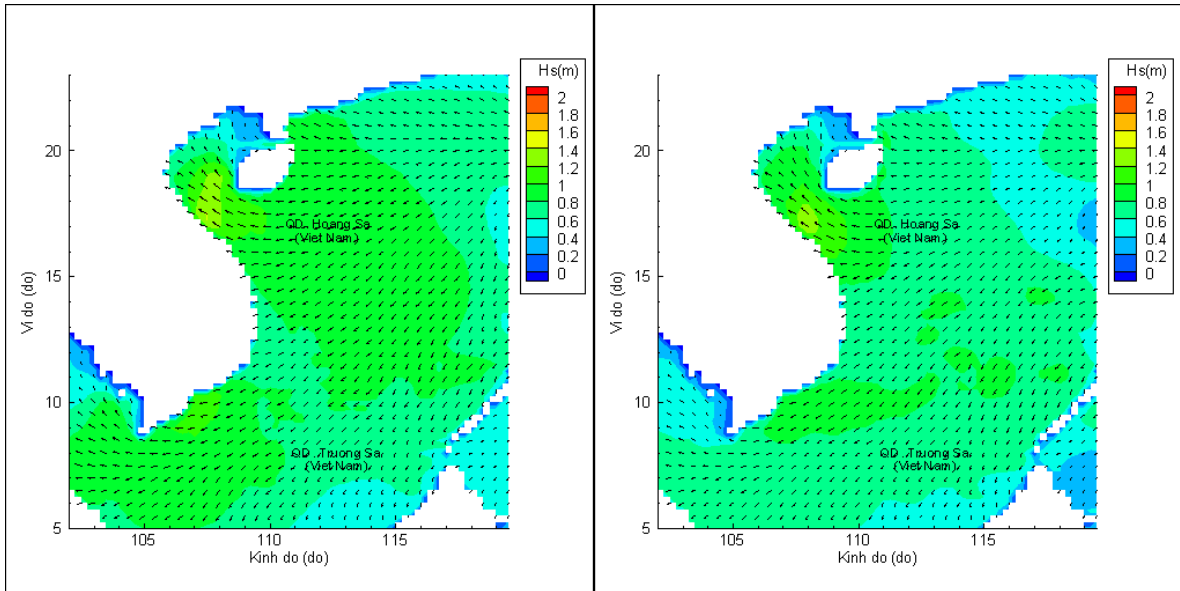 Hs(m)
2
1.8
1.6
1.4
1.2
1
0.8
0.6
0.4
0.2
0
20
15
10
5
Vi do (do)
QD. Hoang Sa
(Viet Nam)
QD. Truong Sa
(Viet Nam)
105
110
115
Kinh do (do)
Hs(m)
2
1.8
1.6
1.4
1.2
1
0.8
0.6
0.4
0.2
0
20
15
10
5
Vi do (do)
QD. Hoang Sa
(Viet Nam)
QD. Truong Sa
(Viet Nam)
105
110
115
Kinh do (do)